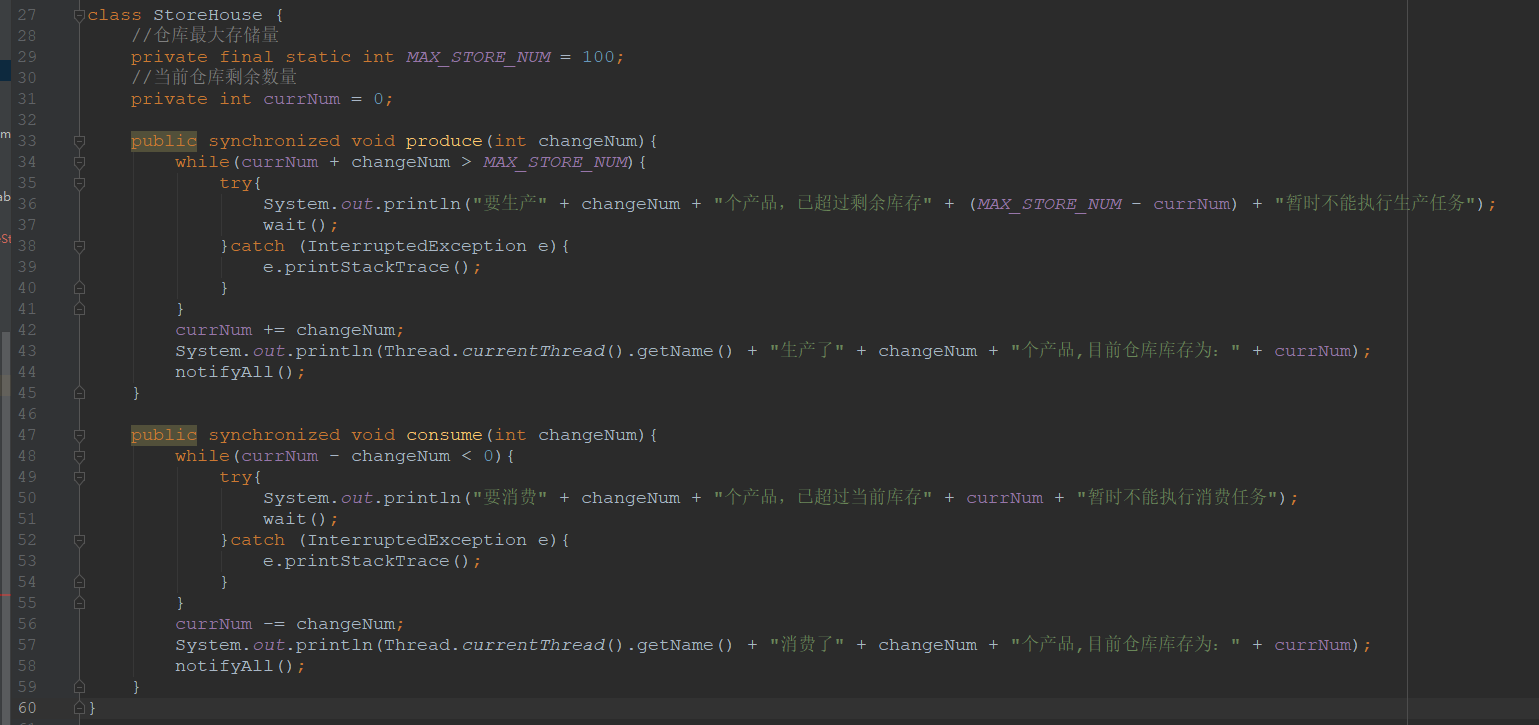 27 class StoreHouse {
28 //仓库最大存储量
29 private final static int MAX_STORE_NUM = 100;
30 //当前仓库剩余数量
31 private int currNum = 0;
32
33 public synchronized void produce(int changeNum){
34 while(currNum + changeNum > MAX_STORE_NUM){
35 try{
36 System.out.println("要生产" + changeNum + "个产品，已超过剩余库存" + (MAX_STORE_NUM - currNum) + "暂时不能执行生产任务");
37 wait();
38 }catch (InterruptedException e){
39 e.printStackTrace();
40 }
41 }
42 currNum += changeNum;
43 System.out.println(Thread.currentThread().getName() + "生产了" + changeNum + "个产品,目前仓库库存为：" + currNum);
44 notifyAll();
45 }
46
47 public synchronized void consume(int changeNum){
48 while(currNum - changeNum < 0){
49 try{
50 System.out.println("要消费" + changeNum + "个产品，已超过当前库存" + currNum + "暂时不能执行消费任务");
51 wait();
52 }catch (InterruptedException e){
53 e.printStackTrace();
54 }
55 }
56 currNum -= changeNum;
57 System.out.println(Thread.currentThread().getName() + "消费了" + changeNum + "个产品,目前仓库库存为：" + currNum);
58 notifyAll();
59 }
60 }